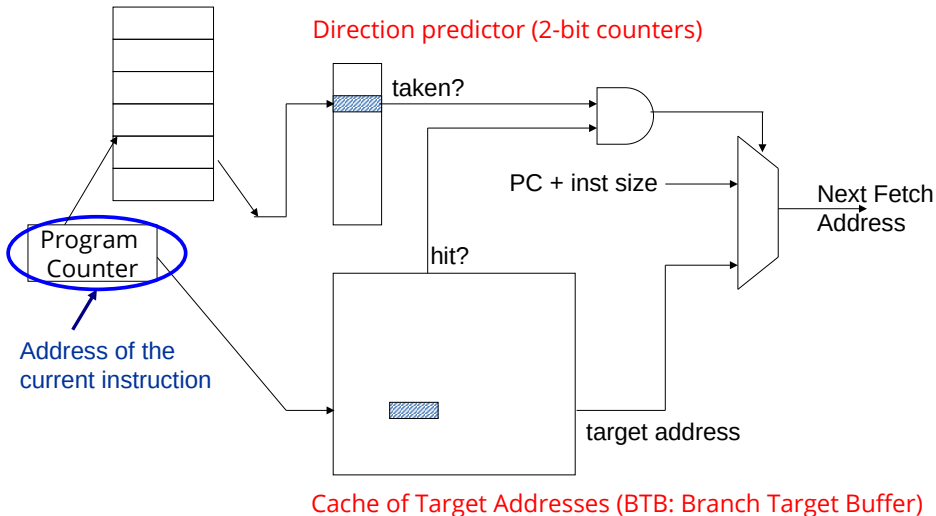 Direction predictor (2-bit counters)
taken?
PC + inst size
Next Fetch
Address
Program
Counter
hit?
Address of the
current instruction
target address
Cache of Target Addresses (BTB: Branch Target Buffer)